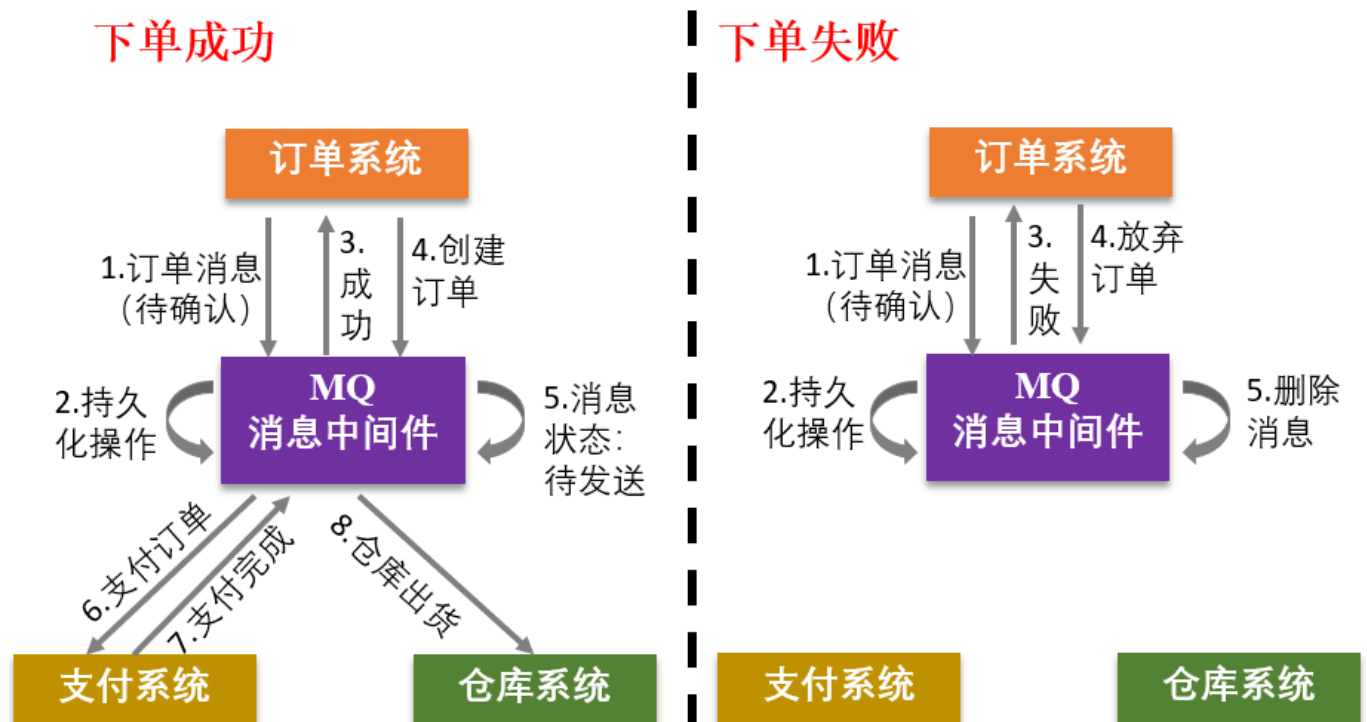 下单成功
订单系统
1.订单消息
（待确认）
3.
成
功
4.创建
订单
2.持久
化操作
MQ
消息中间件
5.消息
状态：
待发送
6.支付订单
7.支付完成
8.仓库出货
支付系统
仓库系统
下单失败
订单系统
1.订单消息
（待确认）
3.
失
败
4.放弃
订单
2.持久
化操作
MQ
消息中间件
5.删除
消息
支付系统
仓库系统